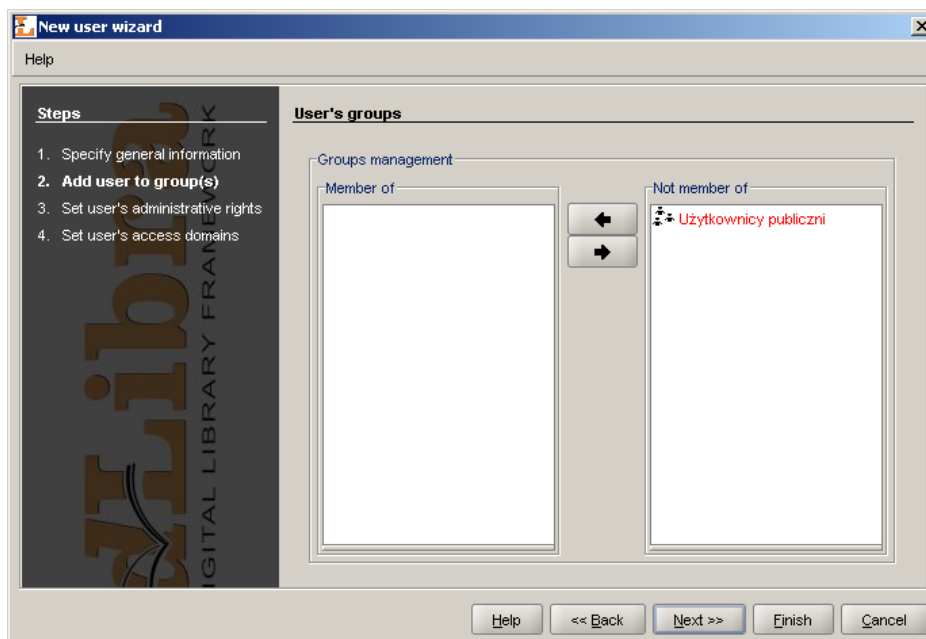 New user wizard
Help
Steps
1. Specify general information
2. Add user to group(s)
3. Set user's administrative rights
4. Set user's access domains
dLibra
DIGITAL LIBRARY FRAMEWORK
User's groups
Groups management
Member of
Not member of
Użytkownicy publiczni
Help
<< Back
Next >>
Finish
Cancel